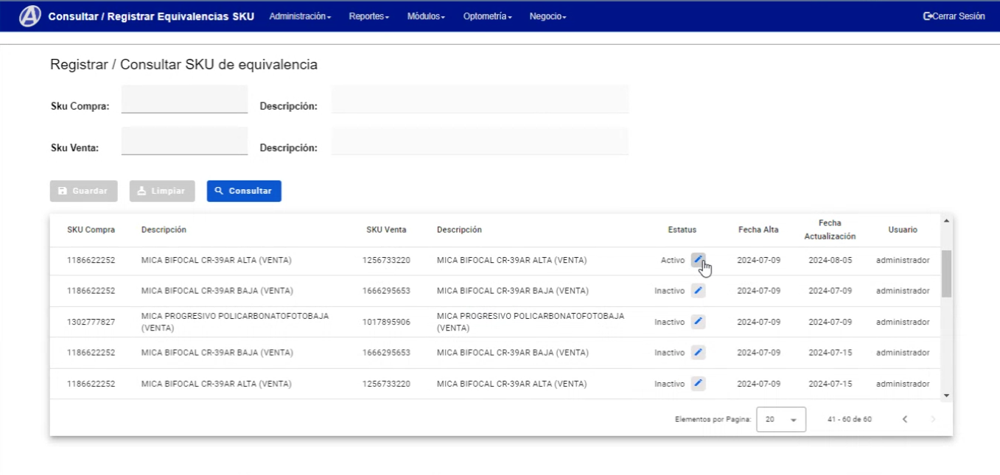 Consultar / Registrar Equivalencias SKU Administración Reportes Módulos Optometría Negocio Cerrar Sesión
Registrar / Consultar SKU de equivalencia
Sku Compra: Descripción:
Sku Venta: Descripción:
Guardar Limpiar Consultar
SKU Compra Descripción SKU Venta Descripción Estatus Fecha Alta Fecha Actualización Usuario
1186622252 MICA BIFOCAL CR-39AR ALTA (VENTA) 1256733220 MICA BIFOCAL CR-39AR ALTA (VENTA) Activo 2024-07-09 2024-08-05 administrador
1186622252 MICA BIFOCAL CR-39AR BAJA (VENTA) 1666295653 MICA BIFOCAL CR-39AR BAJA (VENTA) Inactivo 2024-07-09 2024-07-09 administrador
1302777827 MICA PROGRESIVO POLICARBONATOFOTOBAJA (VENTA) 1017895906 MICA PROGRESIVO POLICARBONATOFOTOBAJA (VENTA) Inactivo 2024-07-09 2024-07-09 administrador
1186622252 MICA BIFOCAL CR-39AR BAJA (VENTA) 1666295653 MICA BIFOCAL CR-39AR BAJA (VENTA) Inactivo 2024-07-09 2024-07-15 administrador
1186622252 MICA BIFOCAL CR-39AR ALTA (VENTA) 1256733220 MICA BIFOCAL CR-39AR ALTA (VENTA) Inactivo 2024-07-09 2024-07-15 administrador
Elementos por Pagina: 20 41 - 60 de 60